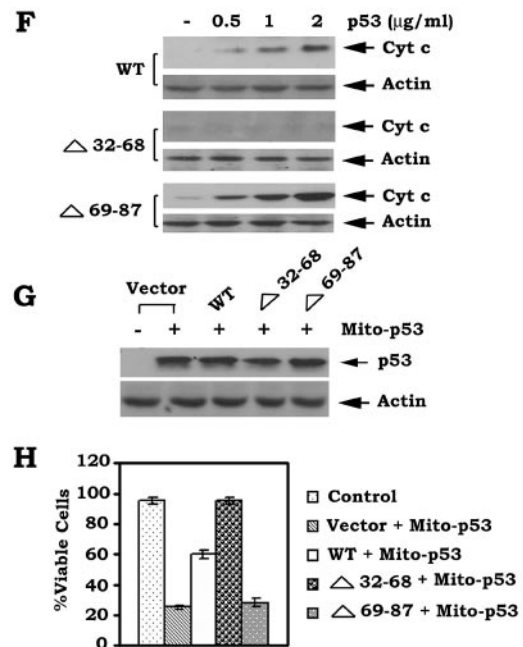 F
- 0.5 1 2 p53 (µg/ml)
WT
Cyt c
Actin
△ 32-68
Cyt c
Actin
△ 69-87
Cyt c
Actin
G
Vector WT △ 32-68 △ 69-87
- + + + + Mito-p53
p53
Actin
H
%Viable Cells
120
100
80
60
40
20
0
Control
Vector + Mito-p53
WT + Mito-p53
△ 32-68 + Mito-p53
△ 69-87 + Mito-p53